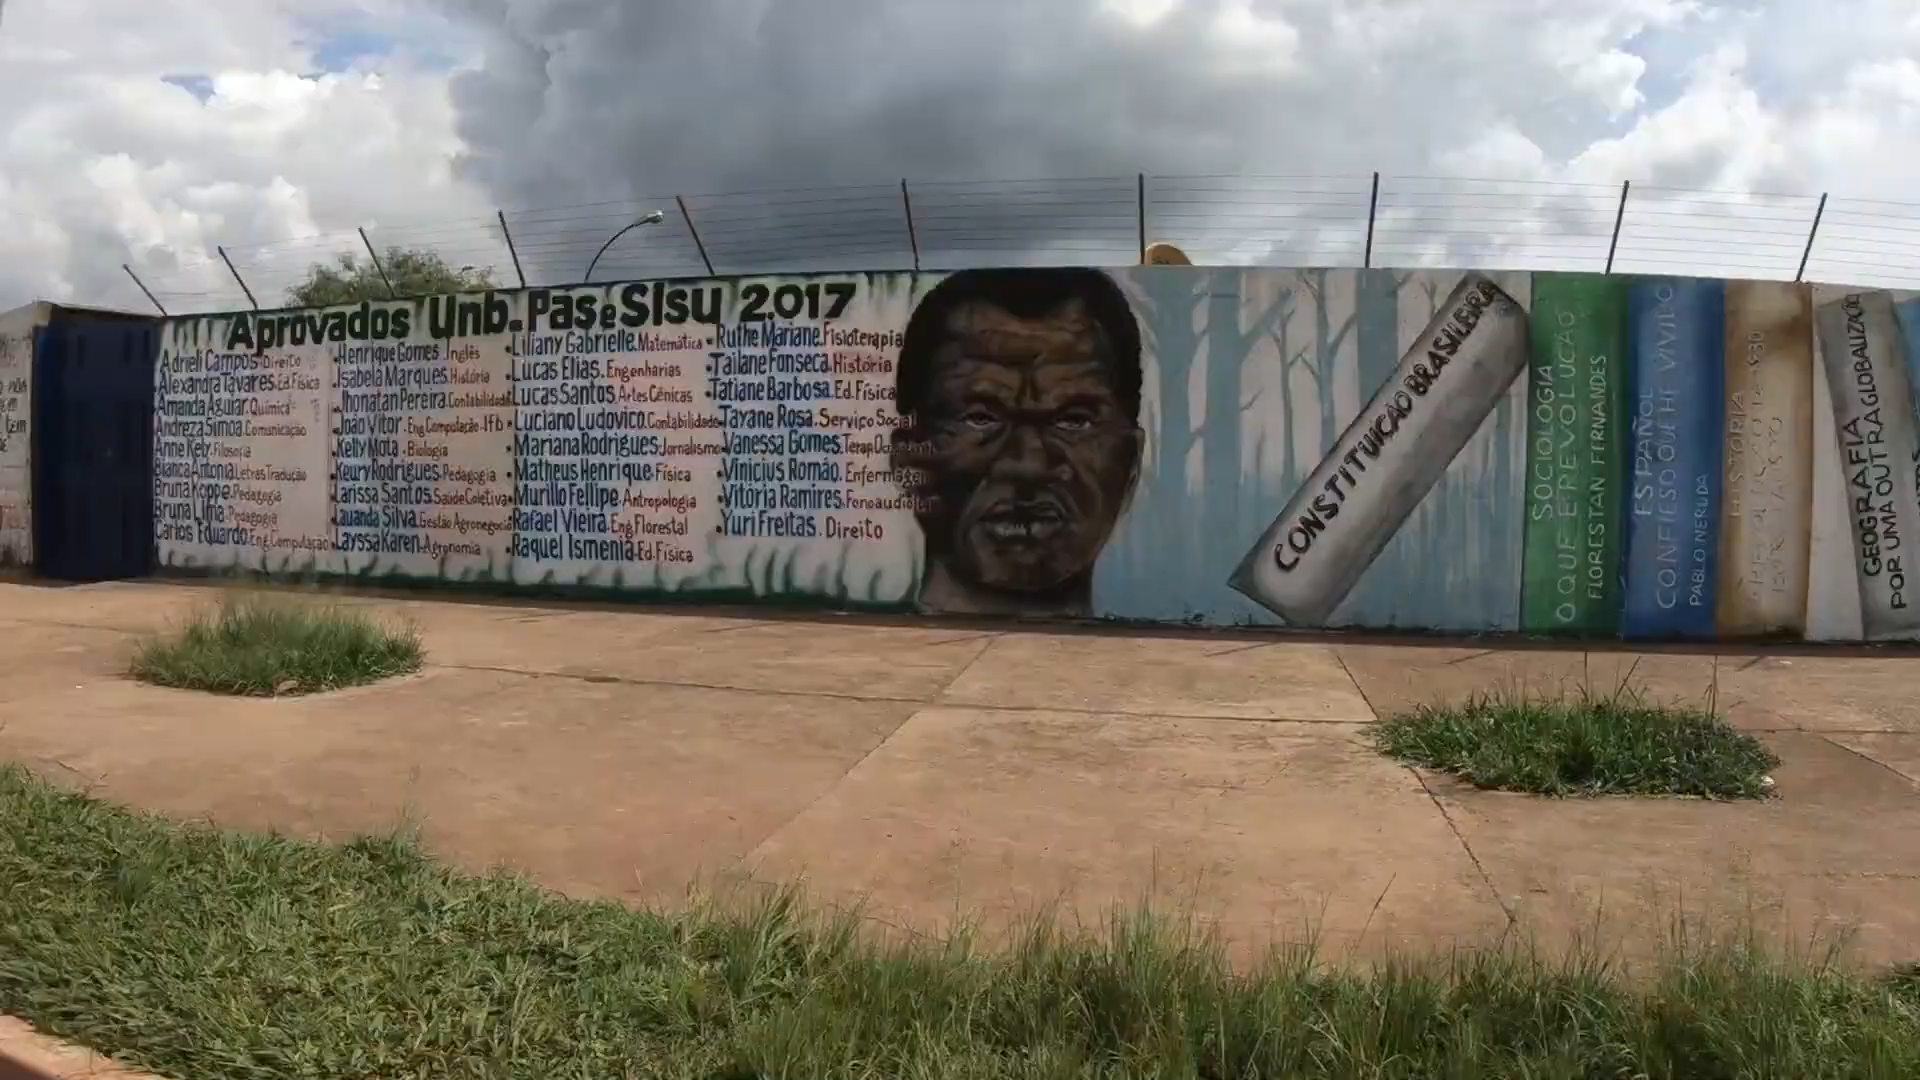 Aprovados Unb. Pas e Sisu 2.017
Adrieli Campos. Direito
Alexandra Tavares. Ed. Física
Amanda Aguiar. Química
Andreza Simoa. Comunicação
Anne Kety. Filosofia
Bianca Antonia Letras Tradução
Bruna Koppe. Pedagogia
Bruna Lima. Pedagogia
Carlos Eduardo. Eng. Computação
•Henrique Gomes. Inglês
•Isabela Marques. História
•Jhonatan Pereira. Contabilidade
•João Vitor. Eng. Computação - Ifb
•Kelly Mota. Biologia
•Keury Rodrigues. Pedagogia
•Larissa Santos. Saúde Coletiva
•Lauanda Silva. Gestão Agronegocio
•Layssa Karen. Agronomia
•Liliany Gabrielle. Matemática
•Lucas Elias. Engenharias
•Lucas Santos. Artes Cênicas
•Luciano Ludovico. Contabilidade
•Mariana Rodrigues. Jornalismo
•Matheus Henrique. Física
•Murillo Fellipe. Antropologia
•Rafael Vieira. Eng. Florestal
•Raquel Ismenia. Ed. Física
•Ruthe Mariane. Fisioterapia
•Tailane Fonseca. História
•Tatiane Barbosa. Ed. Física
•Tayane Rosa. Serviço Social
•Vanessa Gomes. Terap.
•Vinicius Romão. Enfermagem
•Vitória Ramires. Fonoaudio
•Yuri Freitas. Direito
CONSTITUIÇÃO BRASILEIRA
SOCIOLOGIA
O QUE É REVOLUÇÃO
FLORESTAN FERNANDES
ESPAÑOL
CONFIESO QUE HE VIVIDO
PABLO NERUDA
HISTÓRIA
GEOGRAFIA
POR UMA OUTRA GLOBALIZAÇÃO